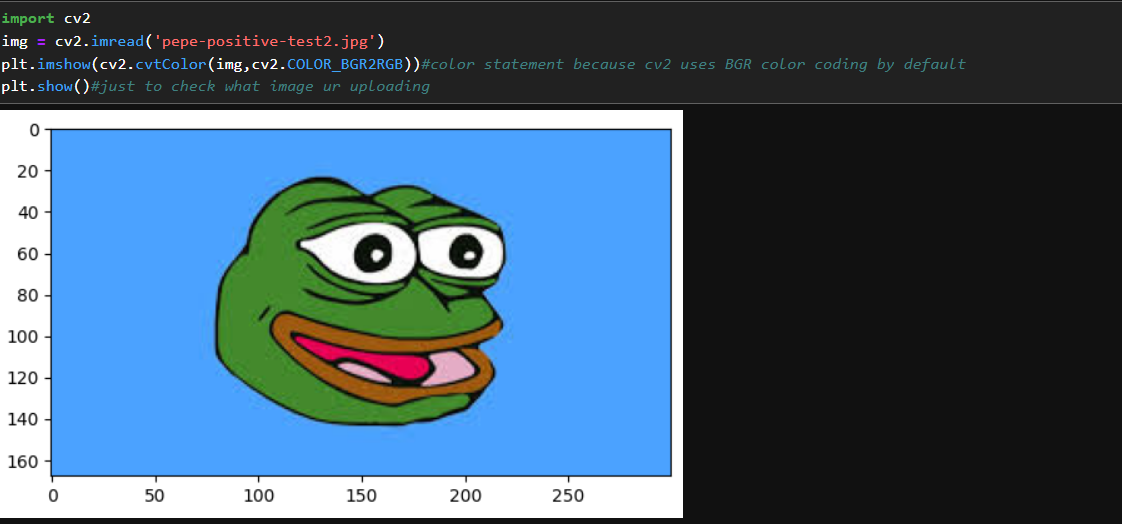 import cv2
img = cv2.imread('pepe-positive-test2.jpg')
plt.imshow(cv2.cvtColor(img,cv2.COLOR_BGR2RGB))#color statement because cv2 uses BGR color coding by default
plt.show()#just to check what image ur uploading
0
20
40
60
80
100
120
140
160
0 50 100 150 200 250